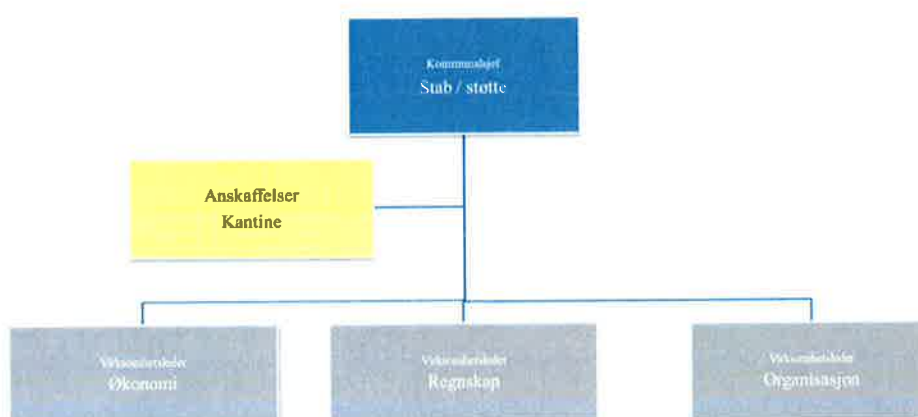 Kommunalsjef
Stab / støtte
Anskaffelser
Kantine
Virksomhetsleder
Økonomi
Virksomhetsleder
Regnskap
Virksomhetsleder
Organisasjon